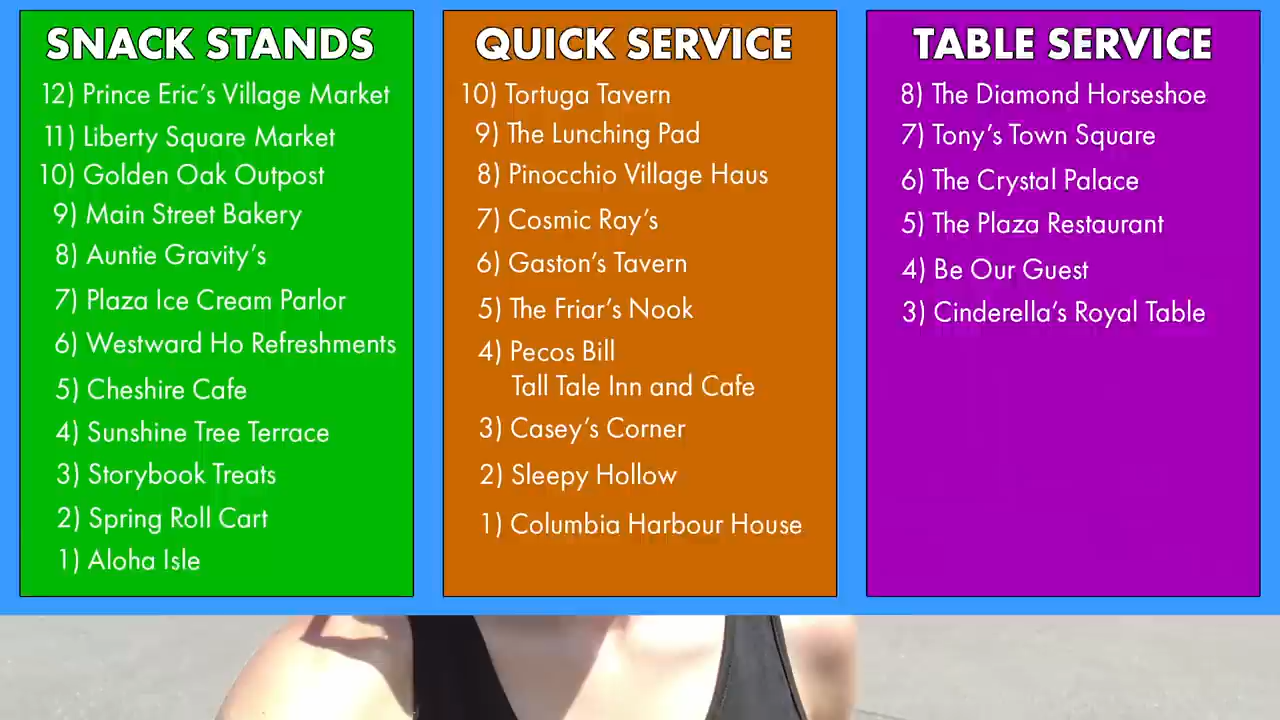 SNACK STANDS
12) Prince Eric's Village Market
11) Liberty Square Market
10) Golden Oak Outpost
9) Main Street Bakery
8) Auntie Gravity's
7) Plaza Ice Cream Parlor
6) Westward Ho Refreshments
5) Cheshire Cafe
4) Sunshine Tree Terrace
3) Storybook Treats
2) Spring Roll Cart
1) Aloha Isle
QUICK SERVICE
10) Tortuga Tavern
9) The Lunching Pad
8) Pinocchio Village Haus
7) Cosmic Ray's
6) Gaston's Tavern
5) The Friar's Nook
4) Pecos Bill
Tall Tale Inn and Cafe
3) Casey's Corner
2) Sleepy Hollow
1) Columbia Harbour House
TABLE SERVICE
8) The Diamond Horseshoe
7) Tony's Town Square
6) The Crystal Palace
5) The Plaza Restaurant
4) Be Our Guest
3) Cinderella's Royal Table